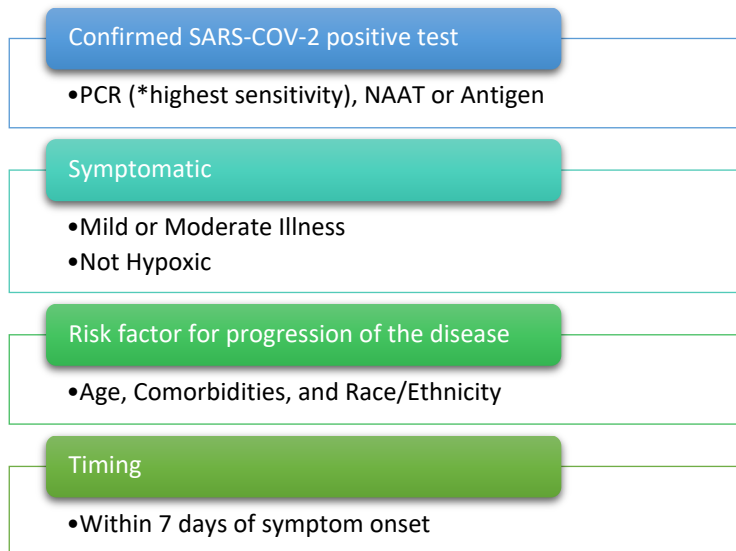 Confirmed SARS-COV-2 positive test
•PCR (*highest sensitivity), NAAT or Antigen
Symptomatic
•Mild or Moderate Illness
•Not Hypoxic
Risk factor for progression of the disease
•Age, Comorbidities, and Race/Ethnicity
Timing
•Within 7 days of symptom onset